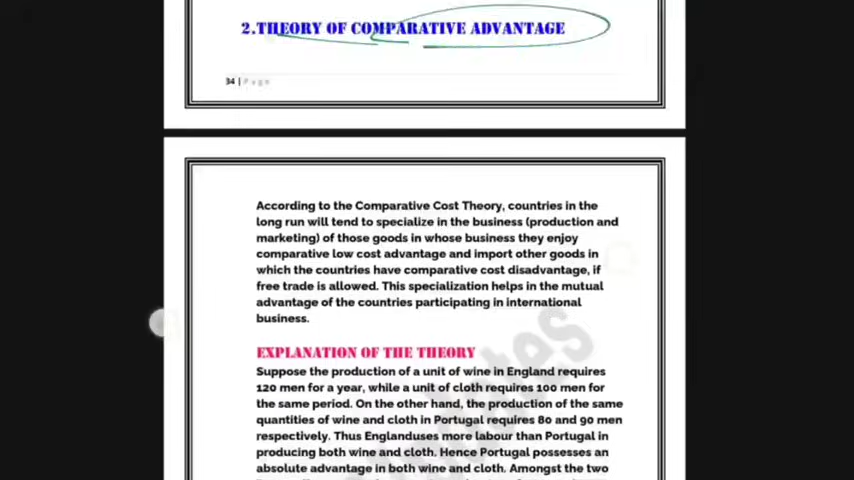 2.THEORY OF COMPARATIVE ADVANTAGE
34 | Page
According to the Comparative Cost Theory, countries in the
long run will tend to specialize in the business (production and
marketing) of those goods in whose business they enjoy
comparative low cost advantage and import other goods in
which the countries have comparative cost disadvantage, if
free trade is allowed. This specialization helps in the mutual
advantage of the countries participating in international
business.
EXPLANATION OF THE THEORY
Suppose the production of a unit of wine in England requires
120 men for a year, while a unit of cloth requires 100 men for
the same period. On the other hand, the production of the same
quantities of wine and cloth in Portugal requires 80 and 90 men
respectively. Thus Englanduses more labour than Portugal in
producing both wine and cloth. Hence Portugal possesses an
absolute advantage in both wine and cloth. Amongst the two